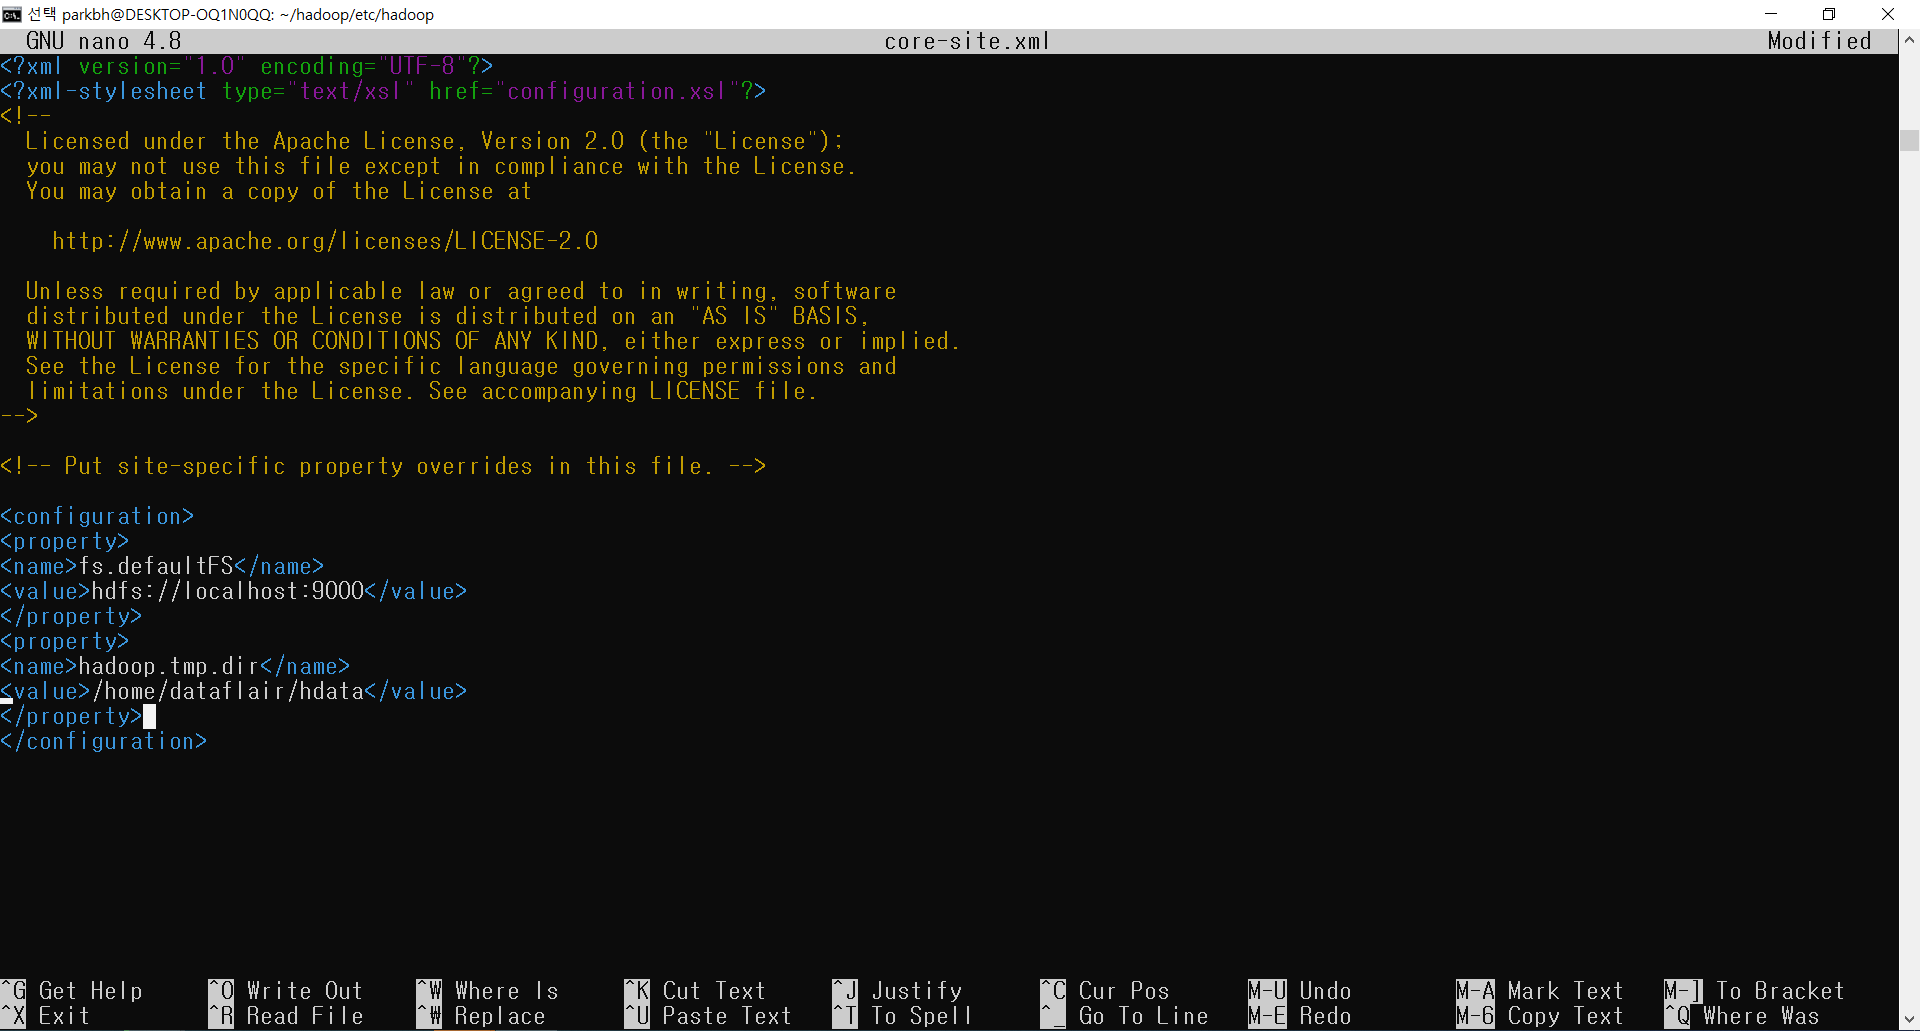 선택 parkbh@DESKTOP-OQ1N0QQ: ~/hadoop/etc/hadoop
GNU nano 4.8 core-site.xml Modified
<?xml version="1.0" encoding="UTF-8"?>
<?xml-stylesheet type="text/xsl" href="configuration.xsl"?>
<!--
Licensed under the Apache License, Version 2.0 (the "License");
you may not use this file except in compliance with the License.
You may obtain a copy of the License at
http://www.apache.org/licenses/LICENSE-2.0
Unless required by applicable law or agreed to in writing, software
distributed under the License is distributed on an "AS IS" BASIS,
WITHOUT WARRANTIES OR CONDITIONS OF ANY KIND, either express or implied.
See the License for the specific language governing permissions and
limitations under the License. See accompanying LICENSE file.
-->
<!-- Put site-specific property overrides in this file. -->
<configuration>
<property>
<name>fs.defaultFS</name>
<value>hdfs://localhost:9000</value>
</property>
<property>
<name>hadoop.tmp.dir</name>
<value>/home/dataflair/hdata</value>
</property>
</configuration>
^G Get Help ^O Write Out ^W Where Is ^K Cut Text ^J Justify ^C Cur Pos M-U Undo M-A Mark Text M-] To Bracket
^X Exit ^R Read File ^\ Replace ^U Paste Text ^T To Spell ^_ Go To Line M-E Redo M-6 Copy Text ^Q Where Was